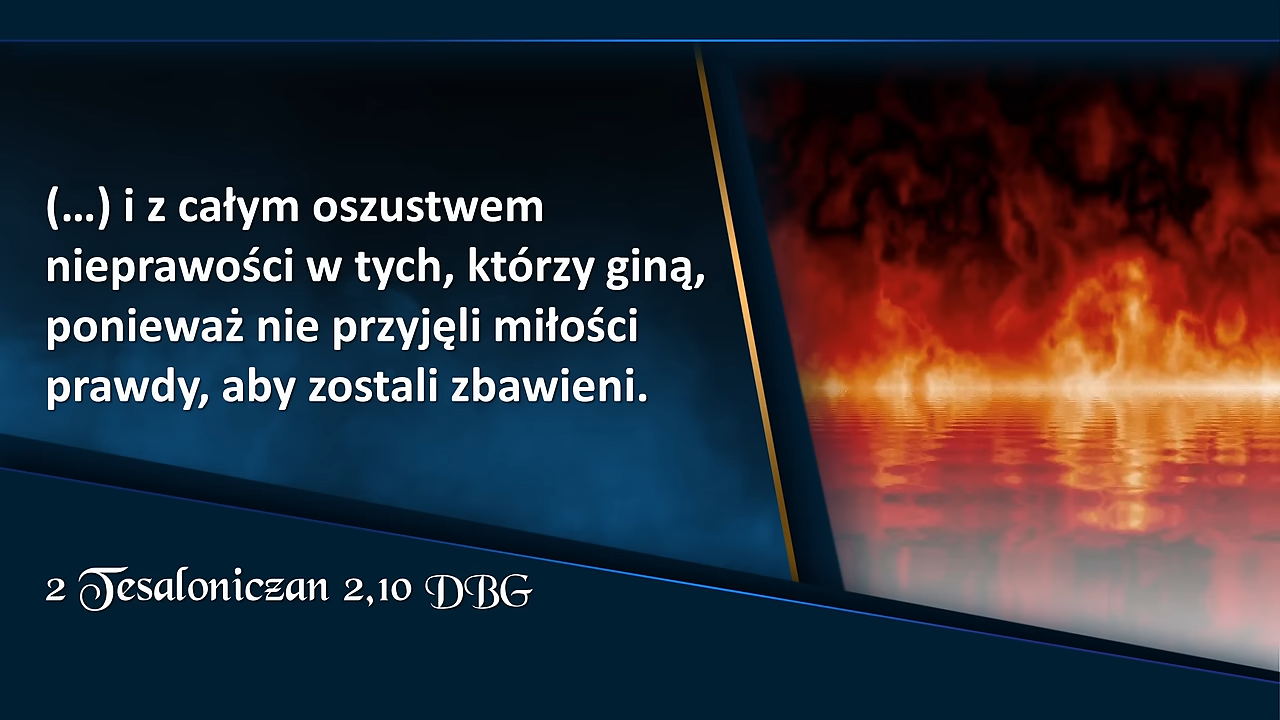 (…) i z całym oszustwem
nieprawości w tych, którzy giną,
ponieważ nie przyjęli miłości
prawdy, aby zostali zbawieni.
2 Tesaloniczan 2,10 DBG